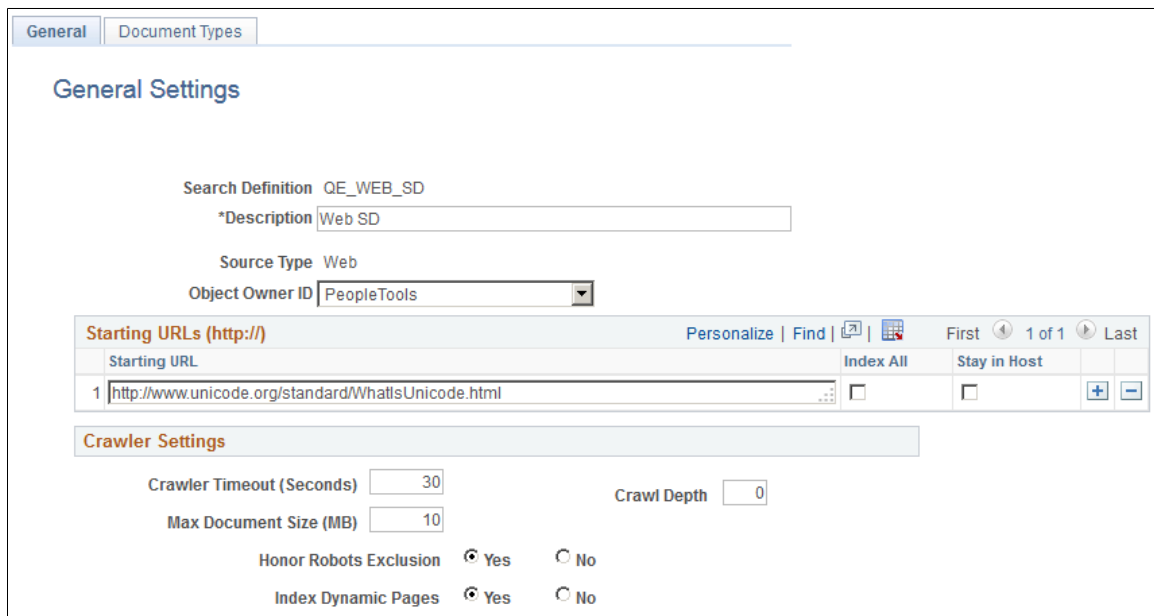 General Document Types
General Settings
Search Definition QE_WEB_SD
*Description Web SD
Source Type Web
Object Owner ID PeopleTools
Starting URLs (http://) Personalize | Find | | First 1 of 1 Last
Starting URL Index All Stay in Host
1 http://www.unicode.org/standard/WhatIsUnicode.html
Crawler Settings
Crawler Timeout (Seconds) 30 Crawl Depth 0
Max Document Size (MB) 10
Honor Robots Exclusion Yes No
Index Dynamic Pages Yes No